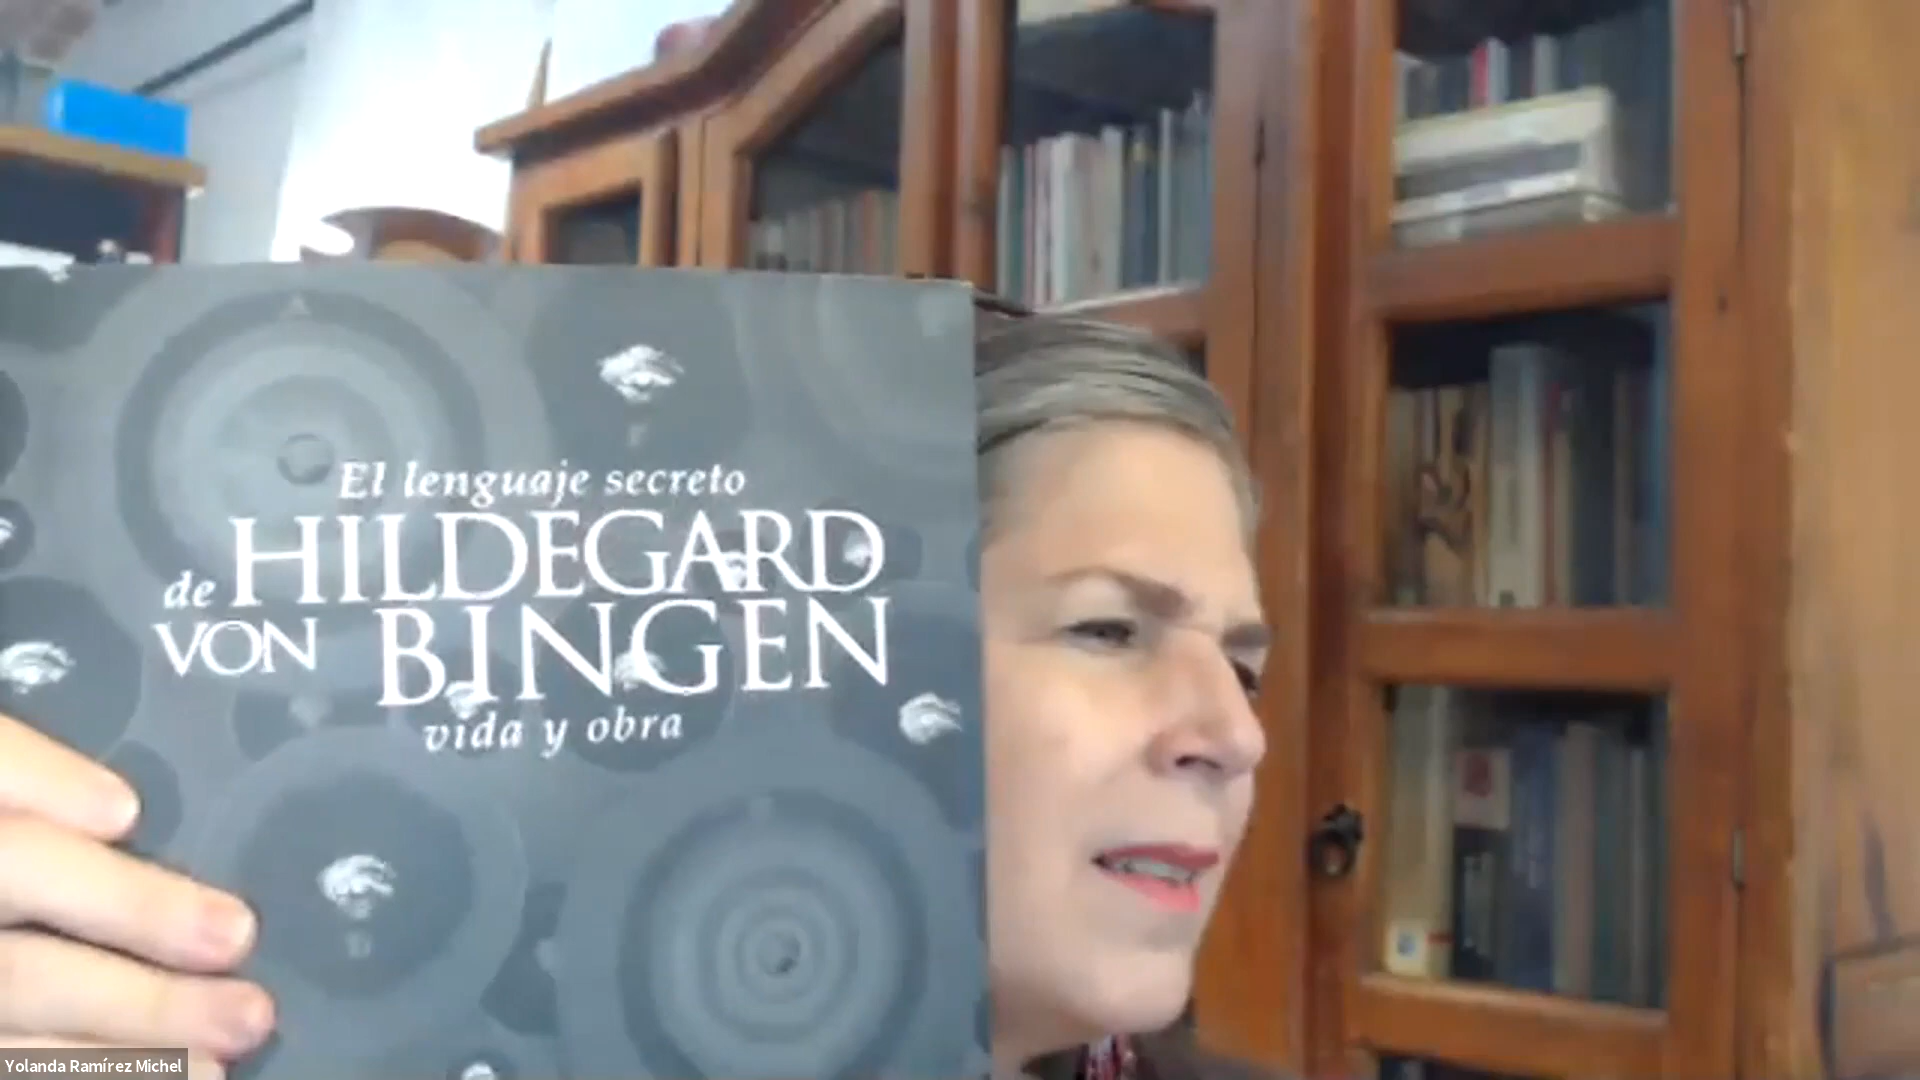 El lenguaje secreto
de HILDEGARD
VON BINGEN
vida y obra
Yolanda Ramírez Michel